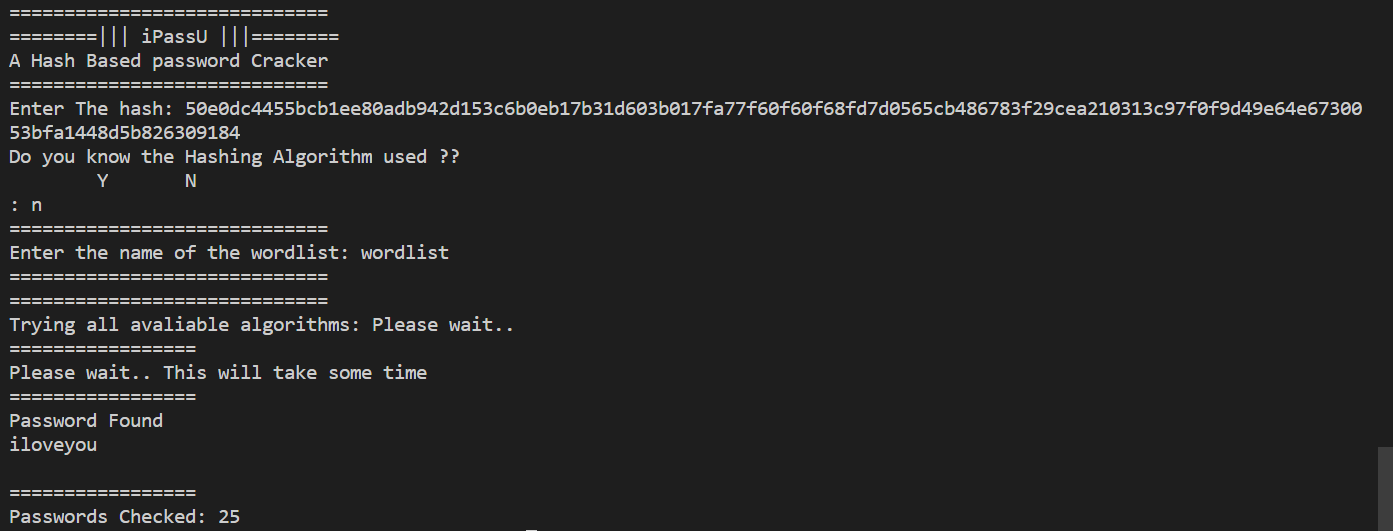 =============================
========||| iPassU |||========
A Hash Based password Cracker
=============================
Enter The hash: 50e0dc4455bcb1ee80adb942d153c6b0eb17b31d603b017fa77f60f60f68fd7d0565cb486783f29cea210313c97f0f9d49e64e67300
53bfa1448d5b826309184
Do you know the Hashing Algorithm used ??
        Y       N
: n
=============================
Enter the name of the wordlist: wordlist
=============================
=============================
Trying all avaliable algorithms: Please wait..
=================
Please wait.. This will take some time
=================
Password Found
iloveyou

=================
Passwords Checked: 25